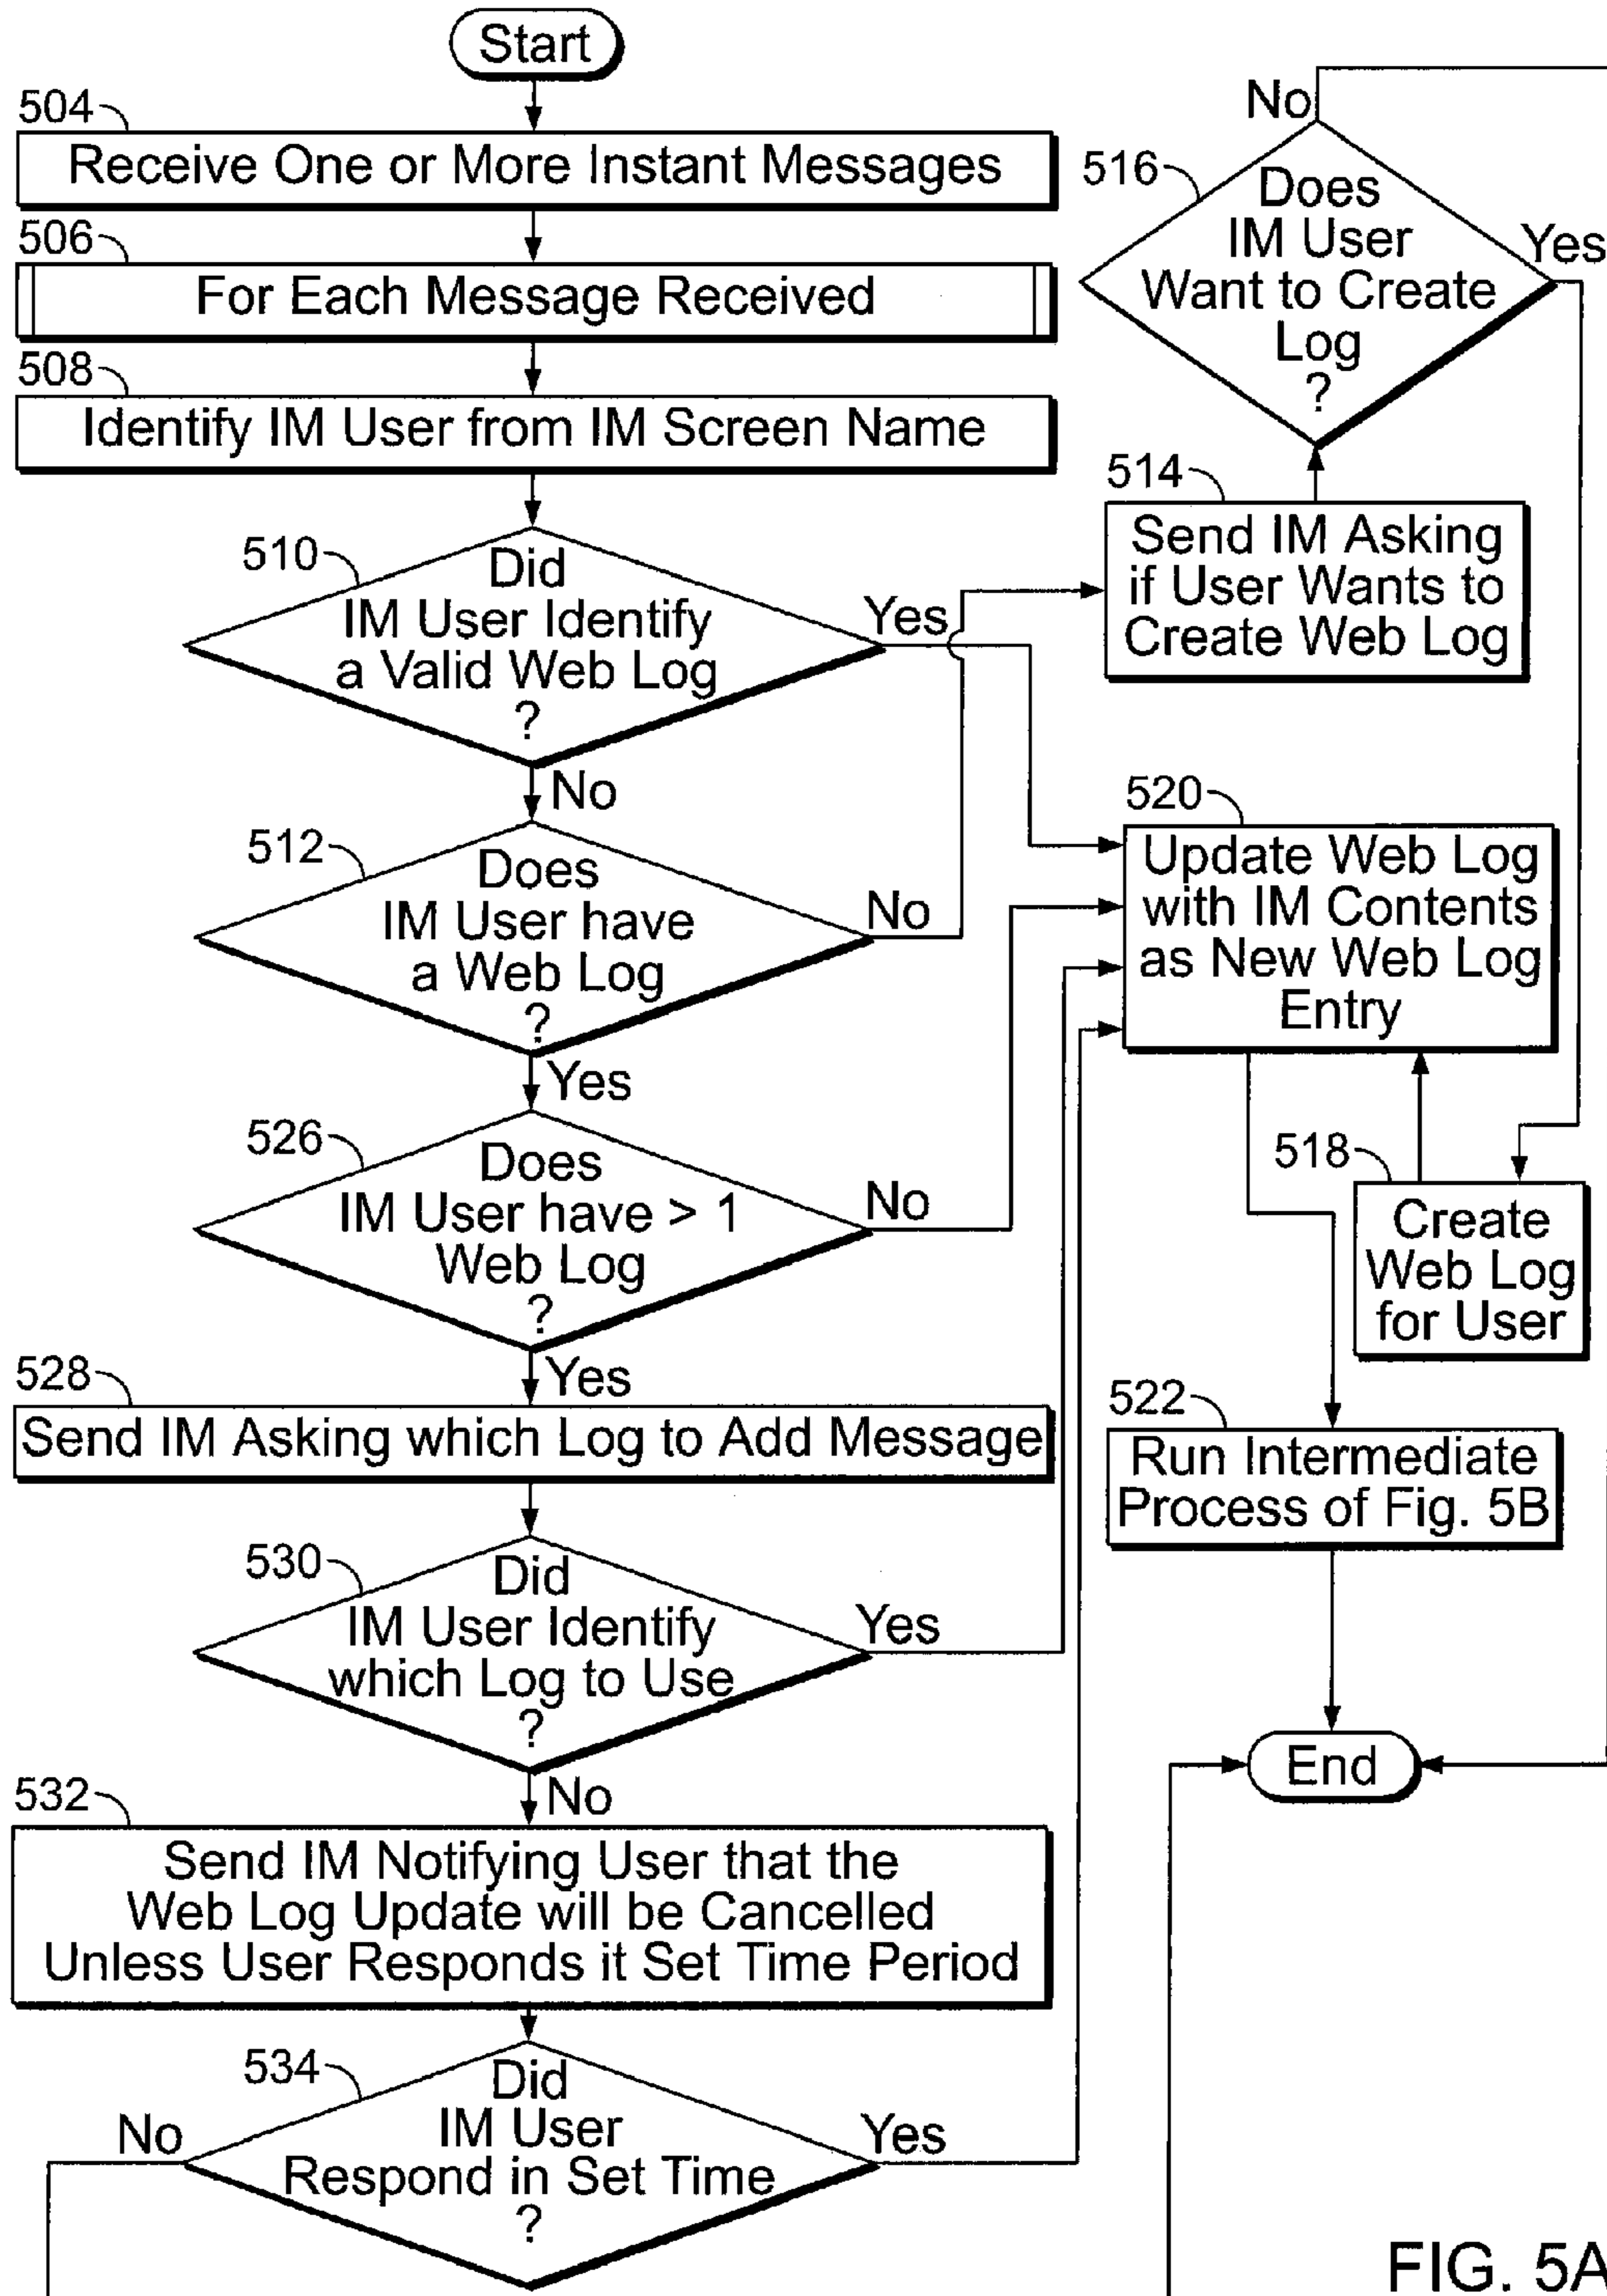 Start
504
Receive One or More Instant Messages
506
For Each Message Received
508
Identify IM User from IM Screen Name
510
Did
IM User Identify
a Valid Web Log
?
Yes
No
512
Does
IM User have
a Web Log
?
No
Yes
526
Does
IM User have > 1
Web Log
?
No
Yes
528
Send IM Asking which Log to Add Message
530
Did
IM User Identify
which Log to Use
?
Yes
No
532
Send IM Notifying User that the
Web Log Update will be Cancelled
Unless User Responds it Set Time Period
534
Did
IM User
Respond in Set Time
?
No
Yes
No
516
Does
IM User
Want to Create
Log
?
Yes
514
Send IM Asking
if User Wants to
Create Web Log
520
Update Web Log
with IM Contents
as New Web Log
Entry
518
Create
Web Log
for User
522
Run Intermediate
Process of Fig. 5B
End
FIG. 5A